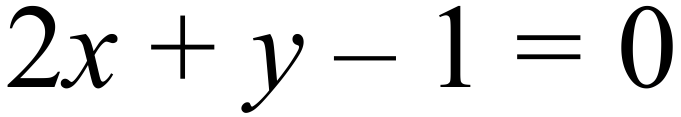 2x + y − 1 = 0